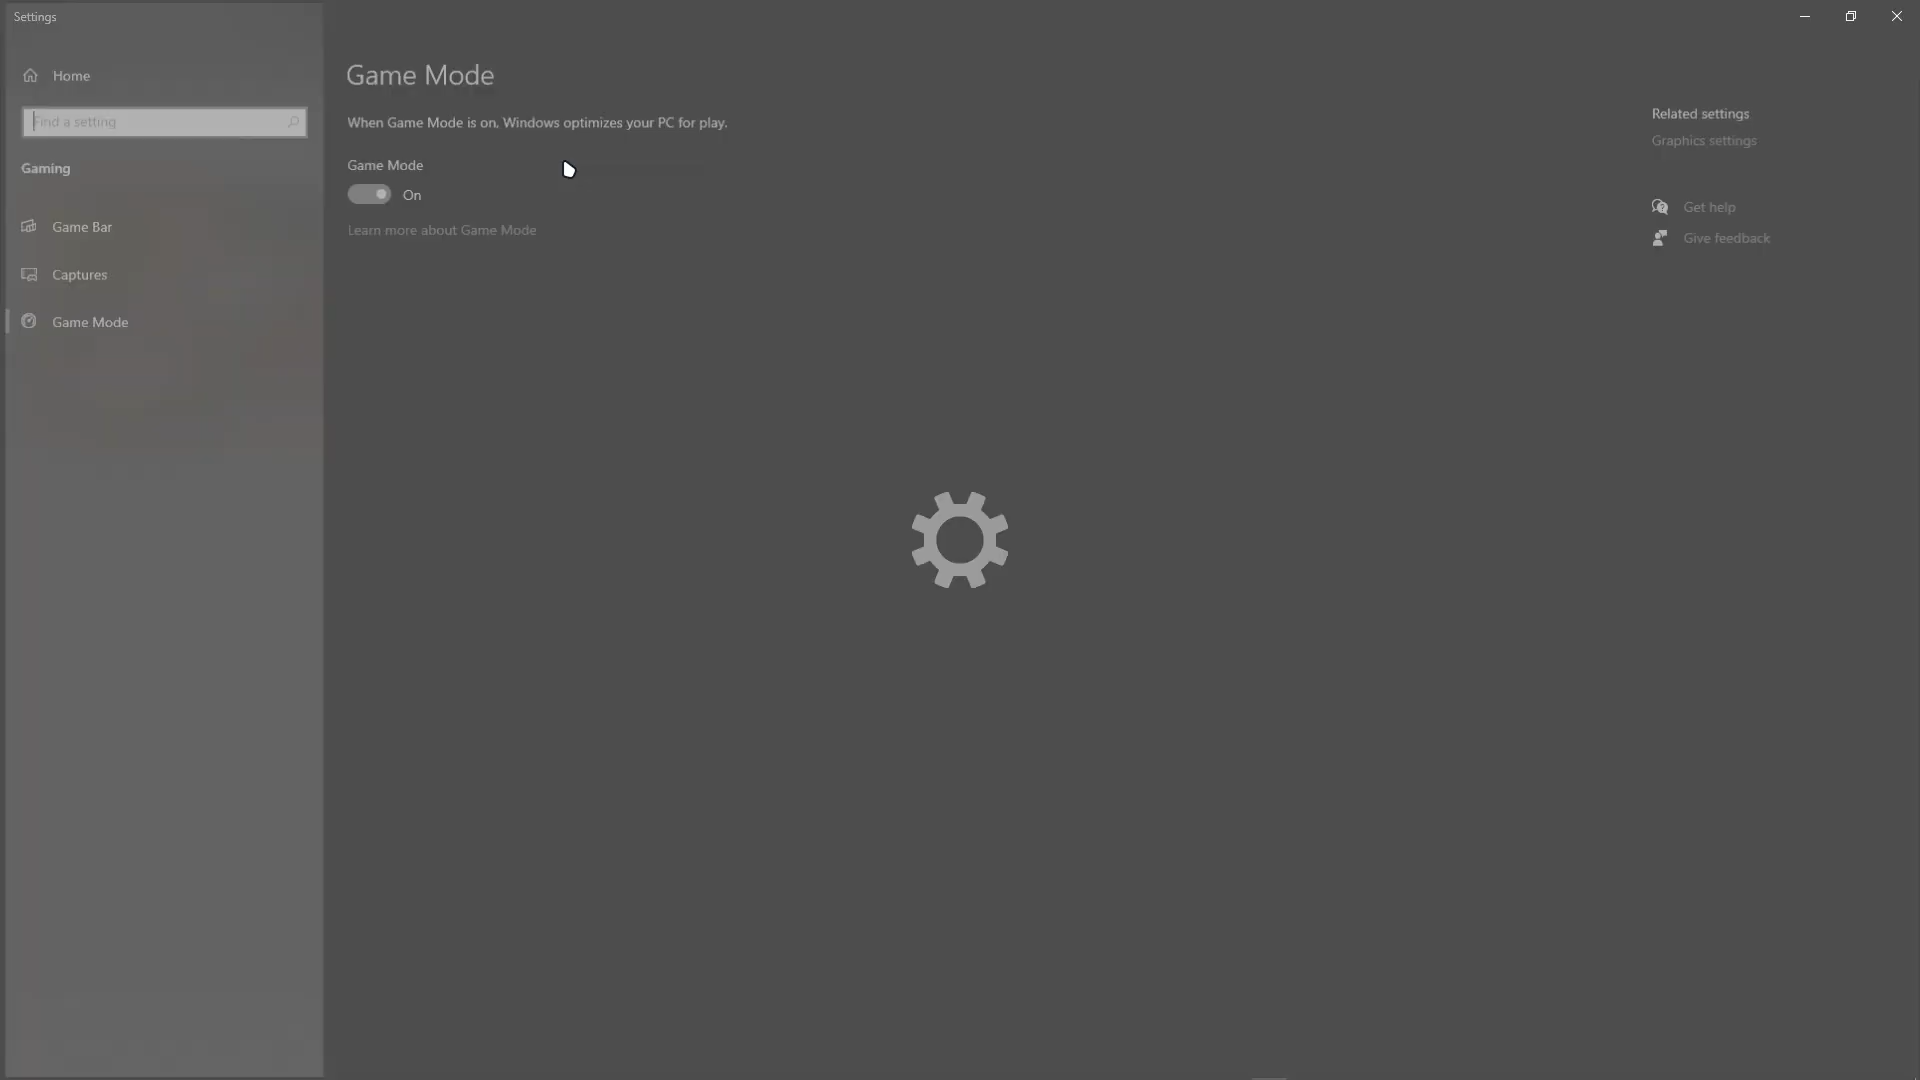 Settings
Home
Find a setting
Gaming
Game Bar
Captures
Game Mode
Game Mode
When Game Mode is on, Windows optimizes your PC for play.
Game Mode
On
Learn more about Game Mode
Related settings
Graphics settings
Get help
Give feedback